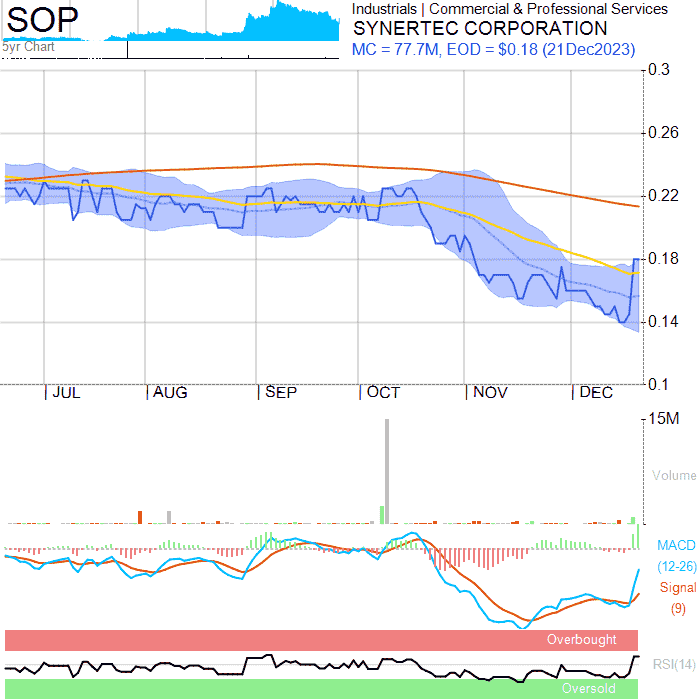 SOP
5yr Chart
Industrials | Commercial & Professional Services
SYNERTEC CORPORATION
MC = 77.7M, EOD = $0.18 (21Dec2023)
0.3
0.26
0.22
0.18
0.14
0.1
JUL AUG SEP OCT NOV DEC
15M
Volume
MACD
(12-26)
Signal
(9)
Overbought
RSI(14)
Oversold